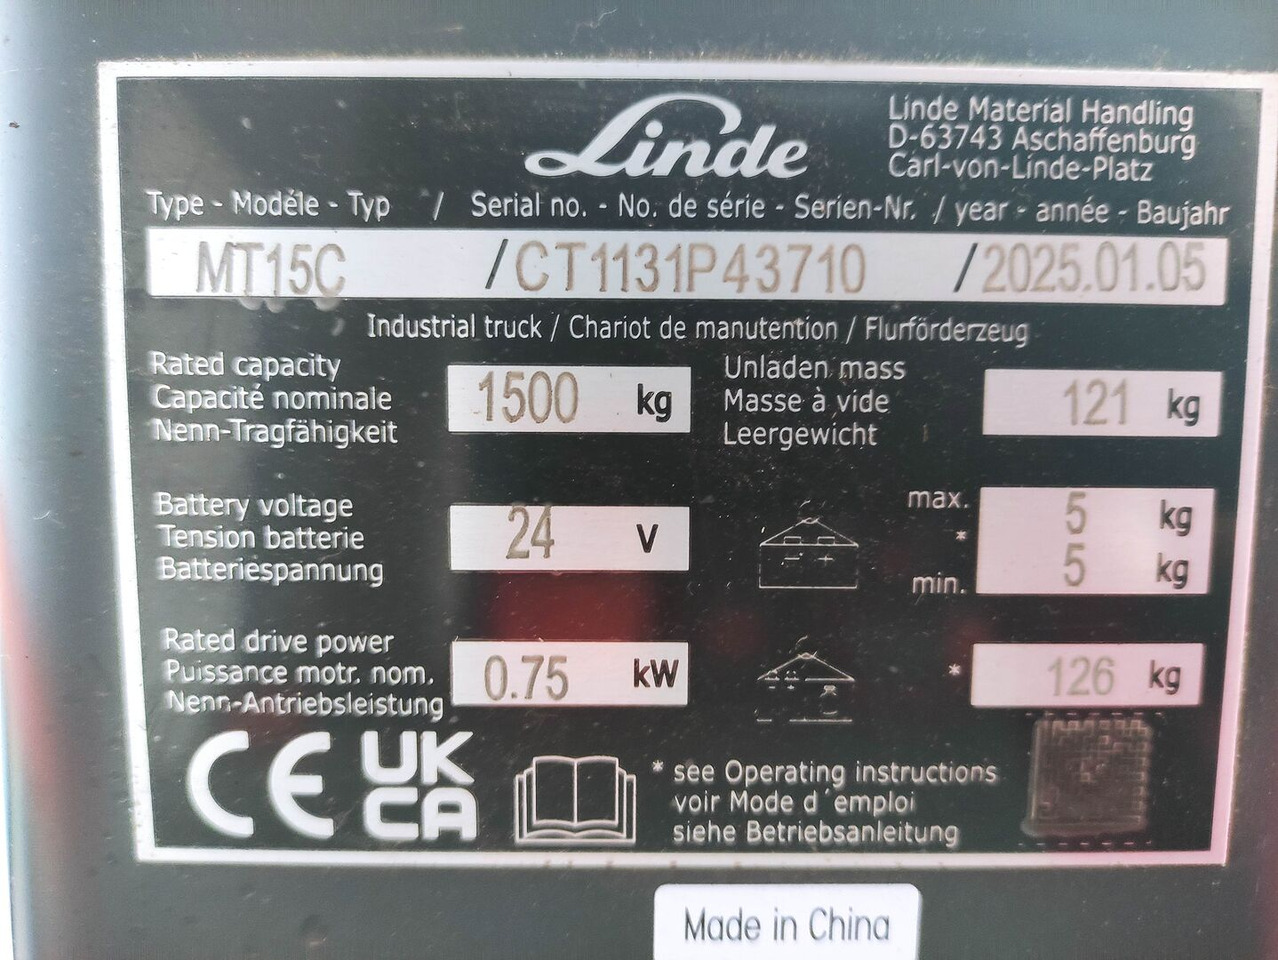 Linde
Linde Material Handling
D-63743 Aschaffenburg
Carl-von-Linde-Platz
Type - Modéle - Typ / Serial no. - No. de série - Serien-Nr. / year - année - Baujahr
MT15C /CT1131P43710 /2025.01.05
Industrial truck / Chariot de manutention / Flurförderzeug
Rated capacity
Capacité nominale
Nenn-Tragfähigkeit
1500 kg
Unladen mass
Masse à vide
Leergewicht
121 kg
Battery voltage
Tension batterie
Batteriespannung
24 V
max. 5 kg
*
min. 5 kg
Rated drive power
Puissance motr. nom.
Nenn-Antriebsleistung
0.75 kW
* 126 kg
CE UK
CA
* see Operating instructions
voir Mode d´emploi
siehe Betriebsanleitung
Made in China